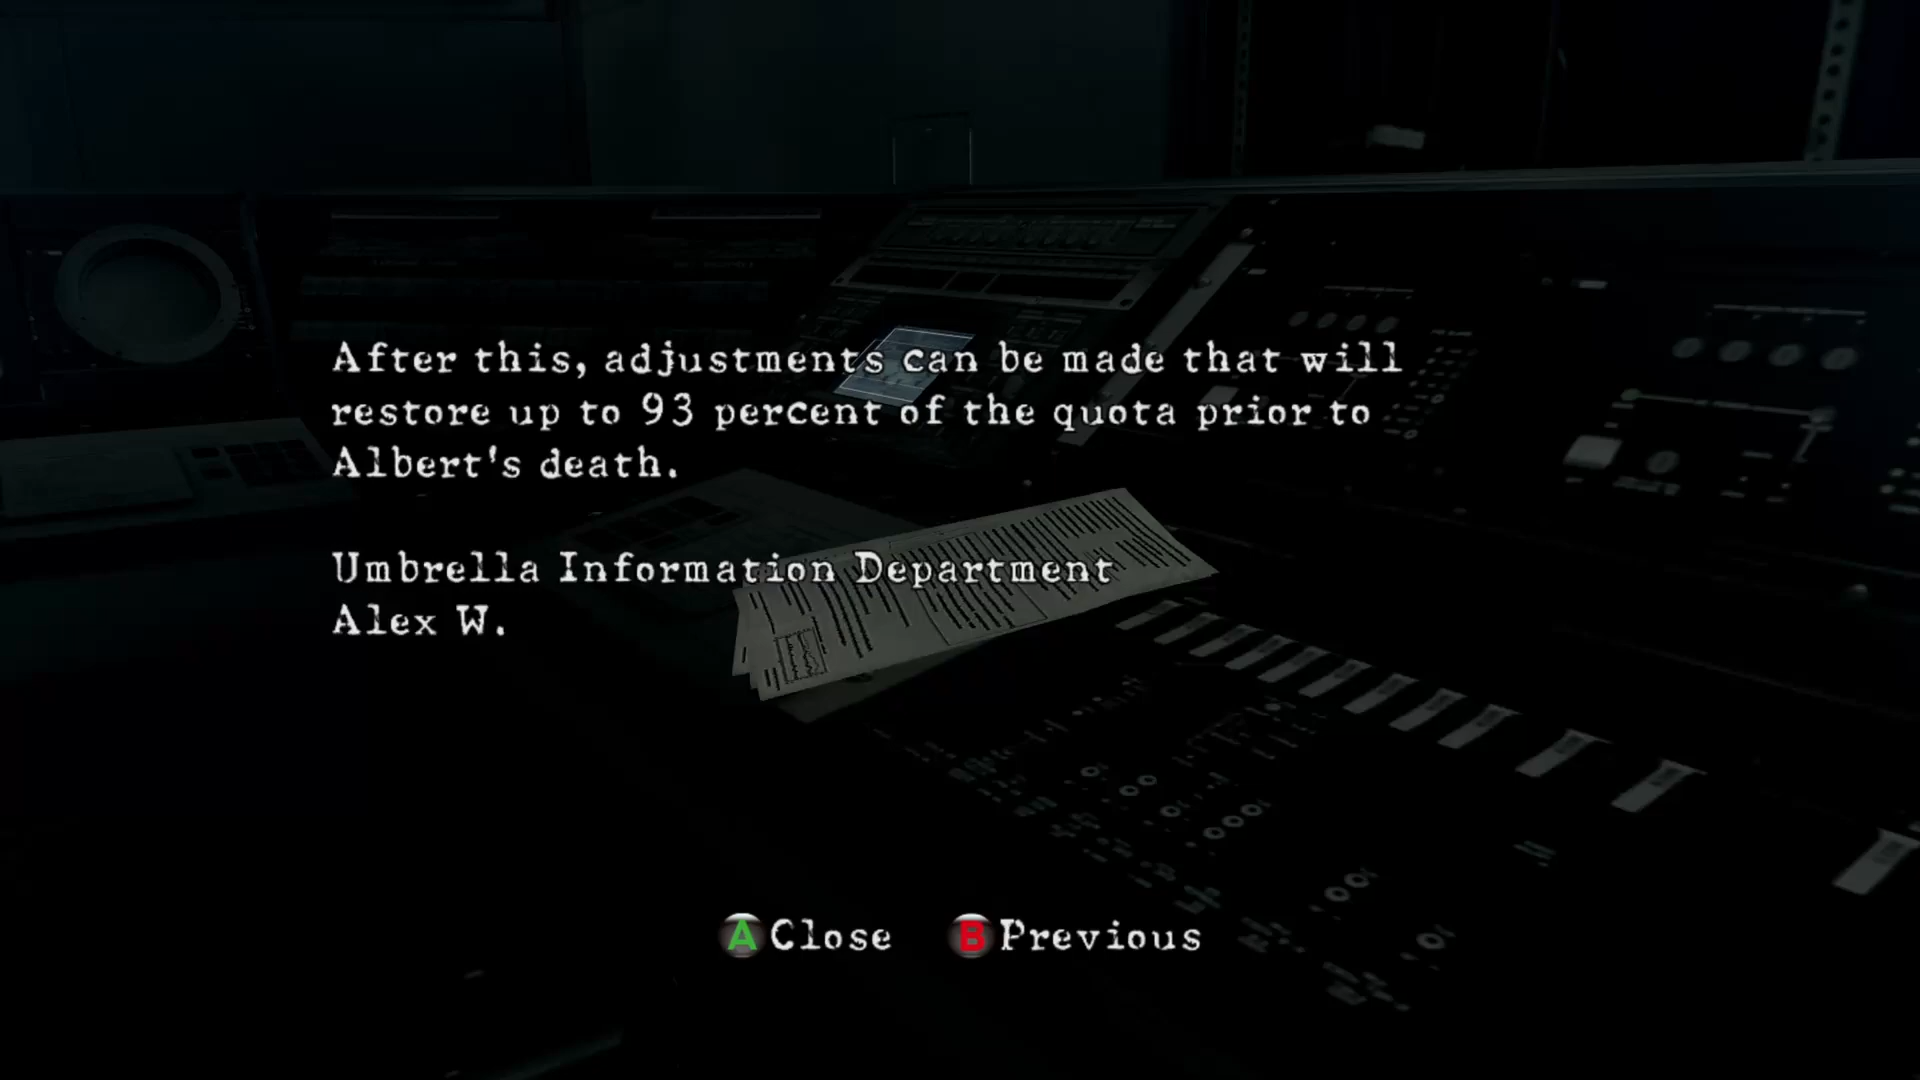 After this, adjustments can be made that will
restore up to 93 percent of the quota prior to
Albert's death.
Umbrella Information Department
Alex W.
A Close B Previous